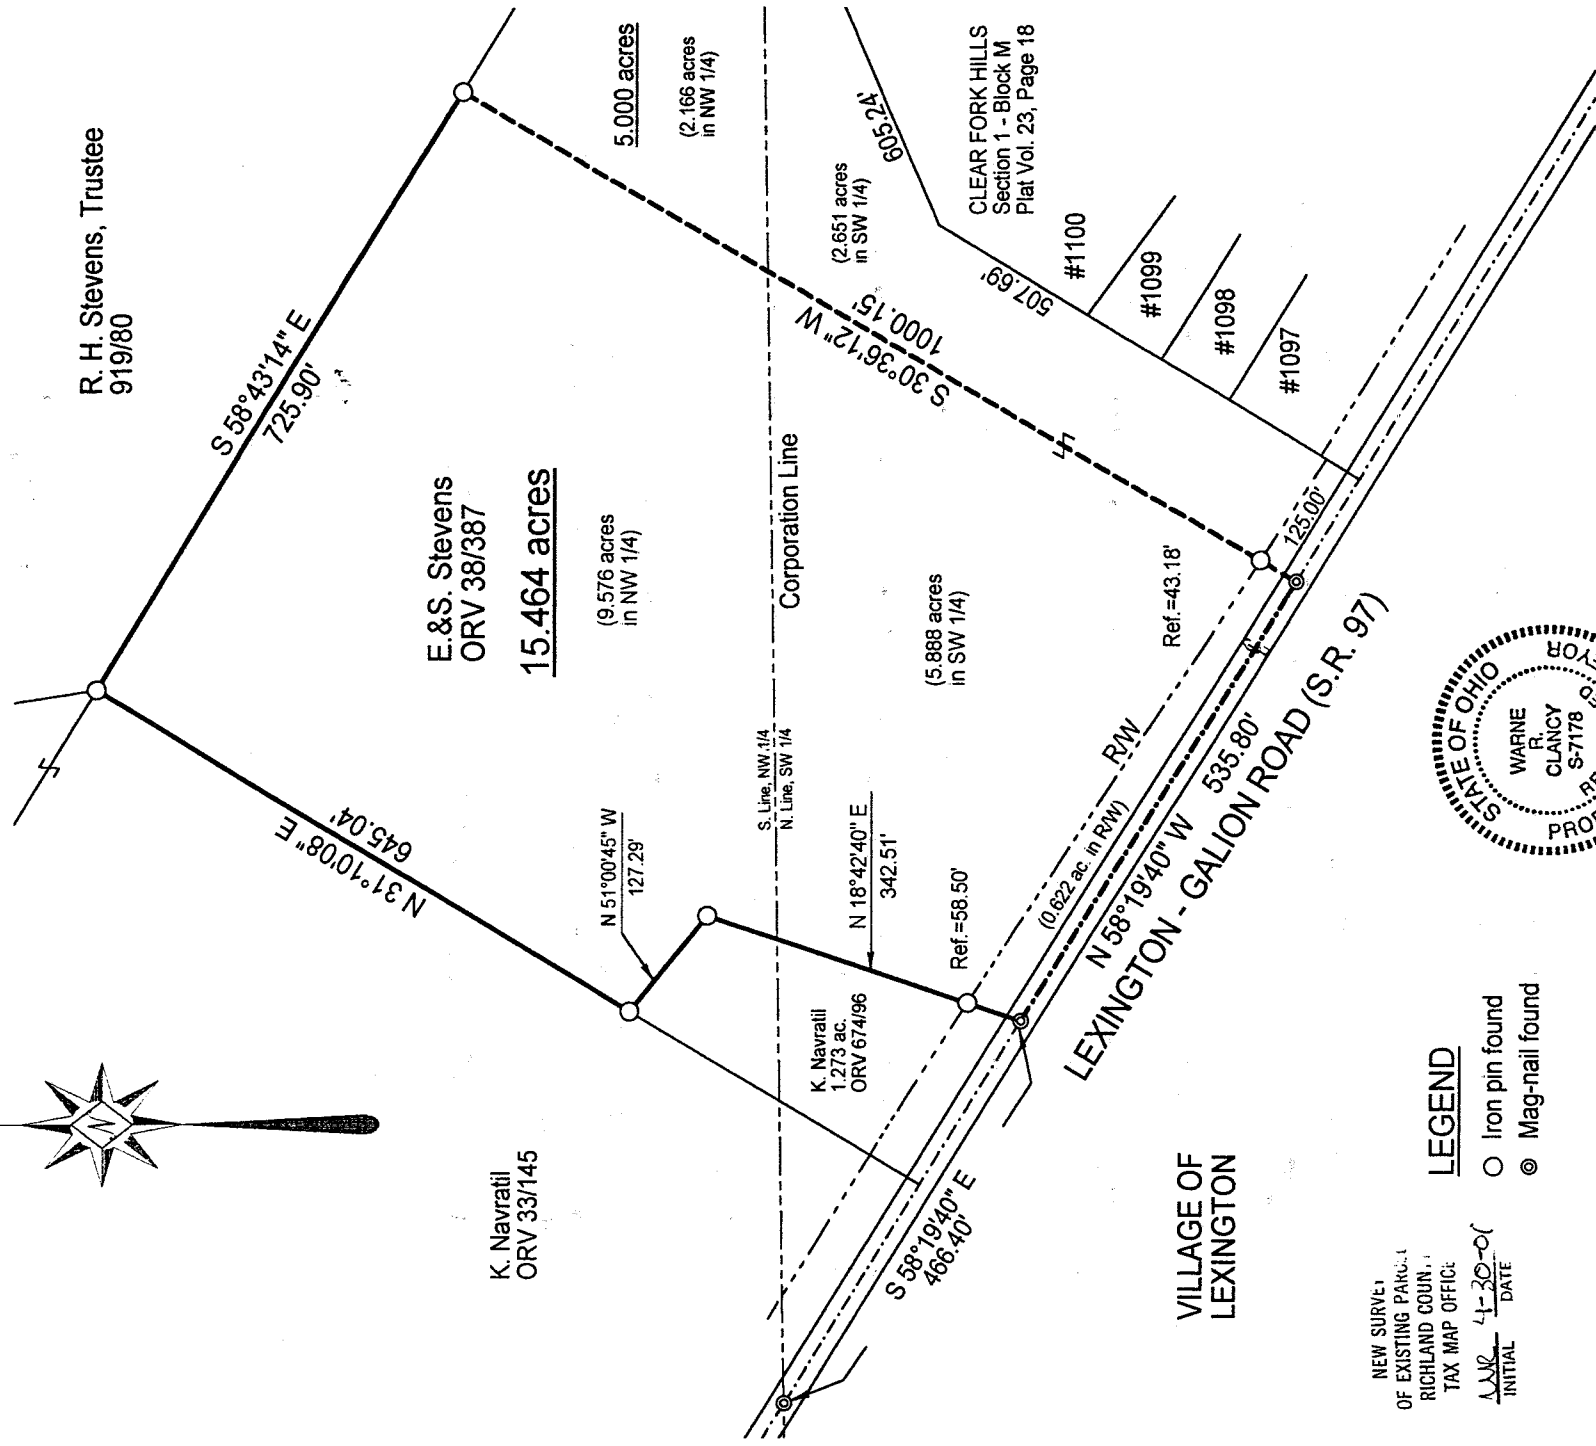 R. H. Stevens, Trustee
919/80
S 58°43'14" E
725.90'
5.000 acres
(2.166 acres
in NW 1/4)
E.&S. Stevens
ORV 38/387
15.464 acres
(9.576 acres
in NW 1/4)
605.24'
(2.651 acres
in SW 1/4)
CLEAR FORK HILLS
Section 1 - Block M
Plat Vol. 23, Page 18
507.69'
#1100
#1099
#1098
#1097
S 30°36'12" W
1000.15'
Corporation Line
(5.888 acres
in SW 1/4)
N 31°10'08" E
645.04'
N 51°00'45" W
127.29'
S. Line, NW 1/4
N. Line, SW 1/4
N 18°42'40" E
342.51'
Ref.=58.50'
Ref.=43.18'
125.00'
R/W
(0.622 ac. in R/W)
N 58°19'40" W 535.80'
LEXINGTON - GALION ROAD (S.R. 97)
K. Navratil
1.273 ac.
ORV 674/96
N
K. Navratil
ORV 33/145
S 58°19'40" E
466.40'
VILLAGE OF
LEXINGTON
LEGEND
Iron pin found
Mag-nail found
STATE OF OHIO
WARNE
R.
CLANCY
S-7178
NEW SURVEY
OF EXISTING PARCEL
RICHLAND COUN
TAX MAP OFFICE
4-30-01
INITIAL DATE